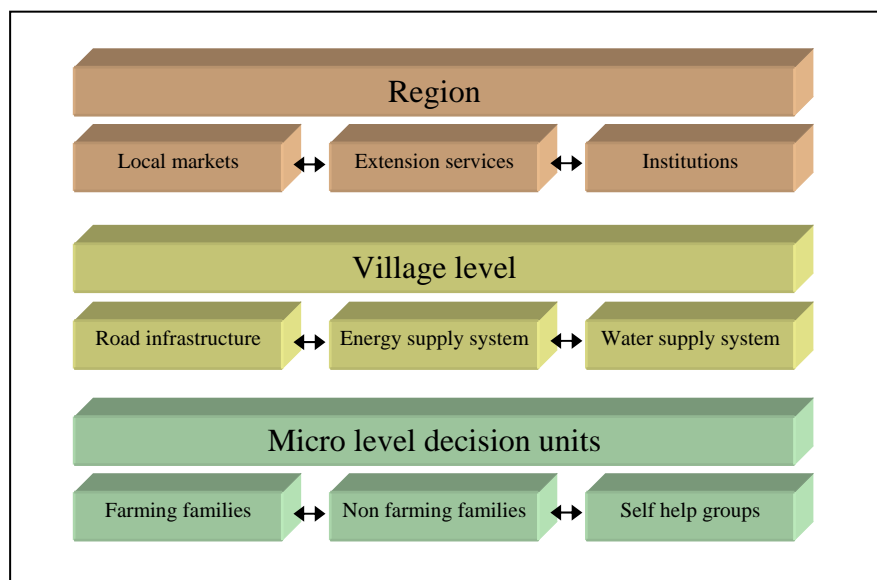 Region
Local markets
Extension services
Institutions
Village level
Road infrastructure
Energy supply system
Water supply system
Micro level decision units
Farming families
Non farming families
Self help groups